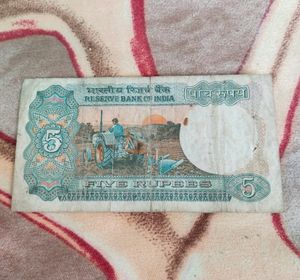 भारतीय रिज़र्व बैंक
RESERVE BANK OF INDIA
पाँच रुपये
5
FIVE RUPEES
5